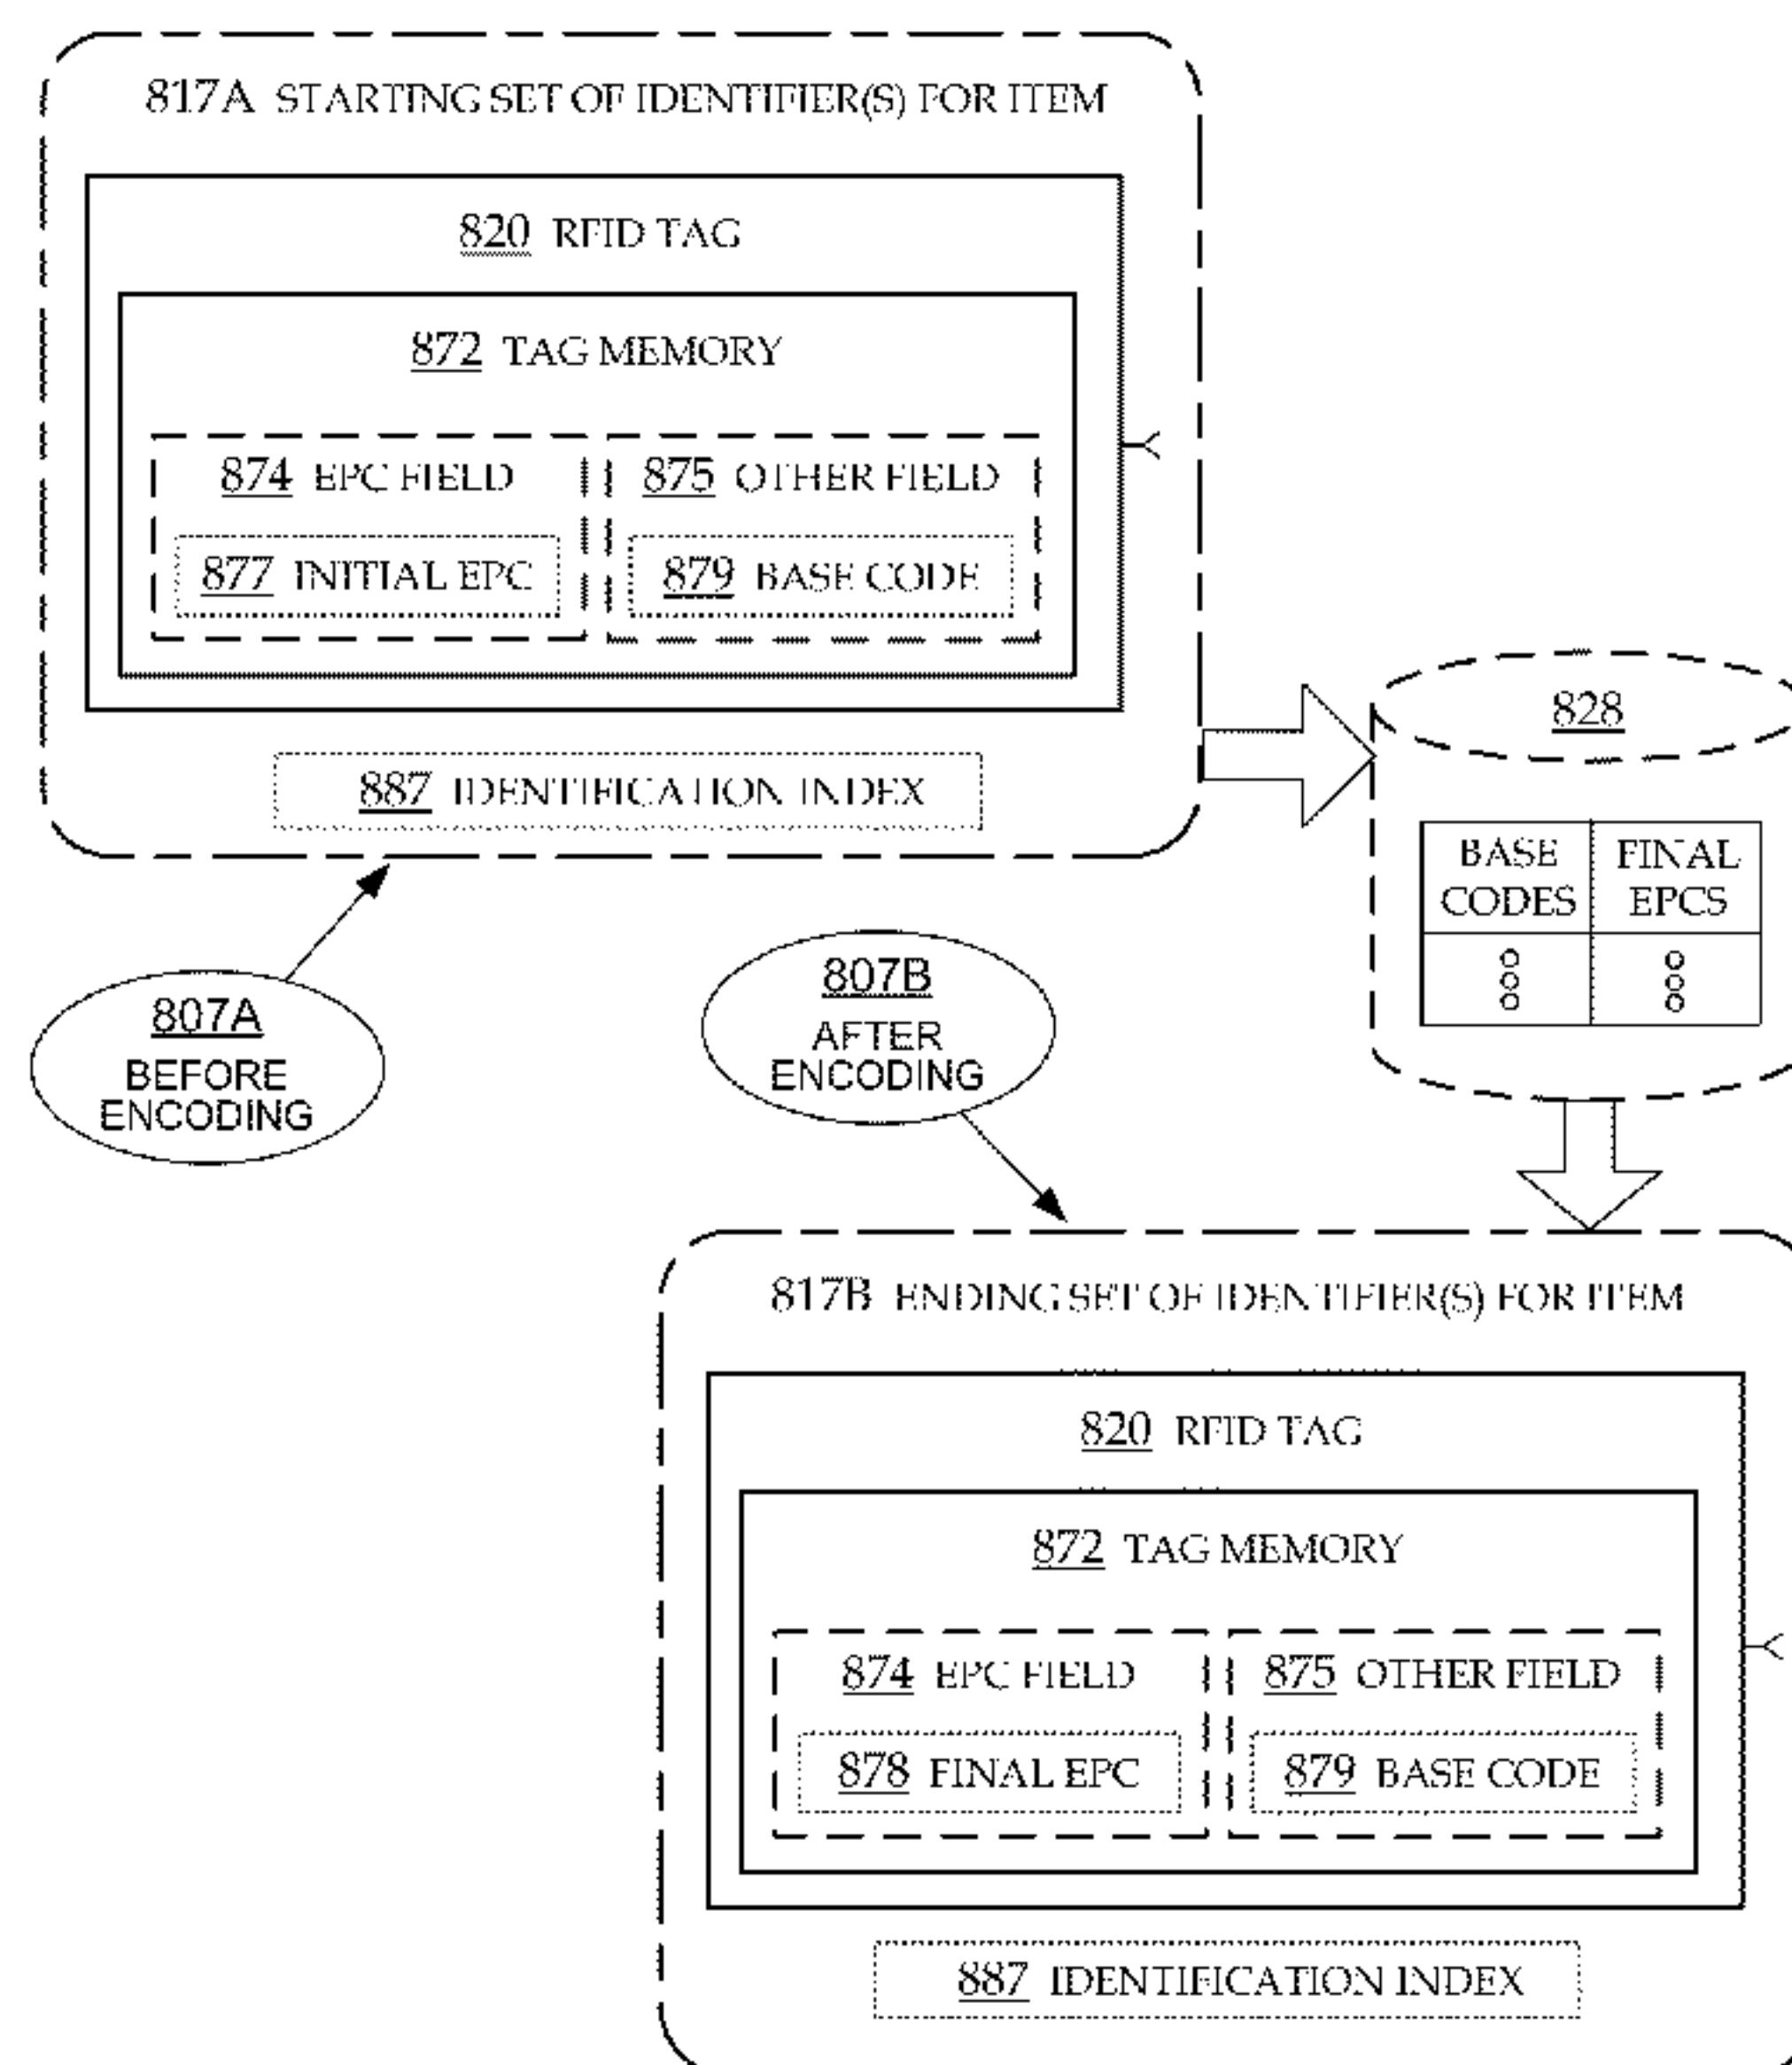 817A STARTING SET OF IDENTIFIER(S) FOR ITEM
820 RFID TAG
872 TAG MEMORY
874 EPC FIELD
875 OTHER FIELD
877 INITIAL EPC
879 BASE CODE
887 IDENTIFICATION INDEX
828
BASE CODES
FINAL EPCS
807A
BEFORE
ENCODING
807B
AFTER
ENCODING
817B ENDING SET OF IDENTIFIER(S) FOR ITEM
820 RFID TAG
872 TAG MEMORY
874 EPC FIELD
875 OTHER FIELD
878 FINAL EPC
879 BASE CODE
887 IDENTIFICATION INDEX